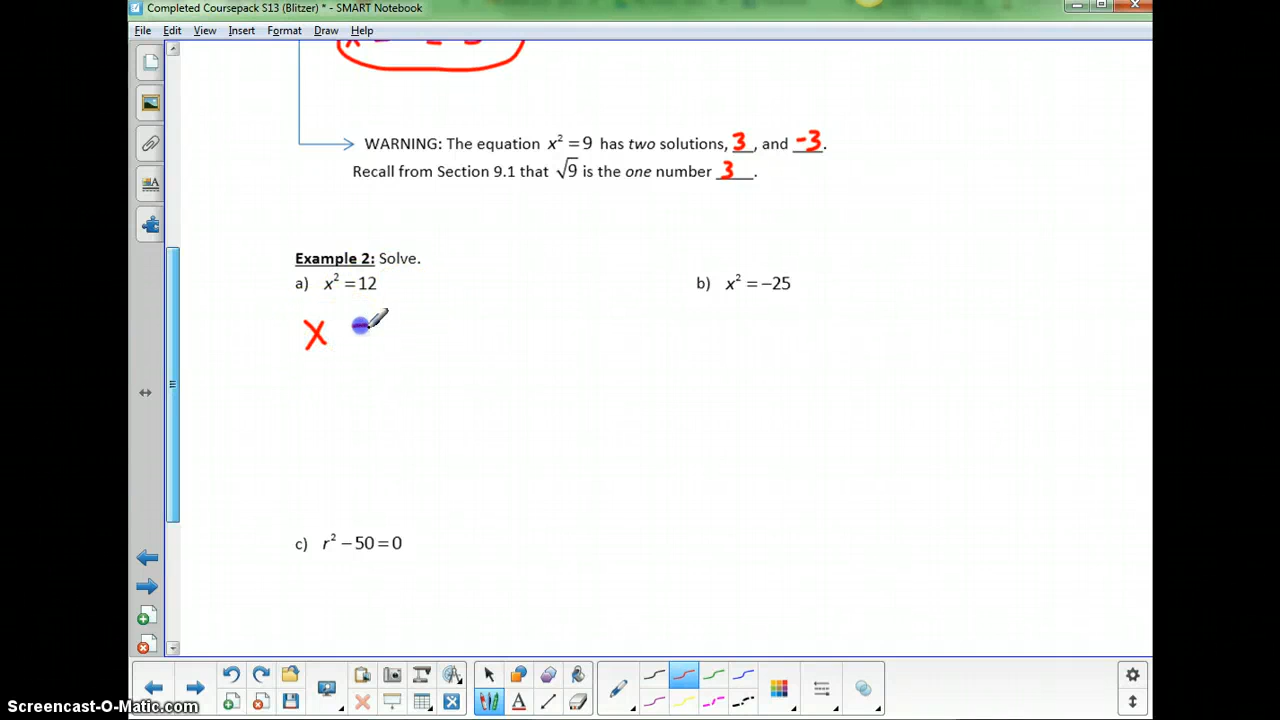 Completed Coursepack S13 (Blitzer) * - SMART Notebook
File Edit View Insert Format Draw Help
WARNING: The equation x² = 9 has two solutions, 3, and -3.
Recall from Section 9.1 that √9 is the one number 3.
Example 2: Solve.
a) x² = 12
b) x² = −25
X
c) r² − 50 = 0
Screencast-O-Matic.com